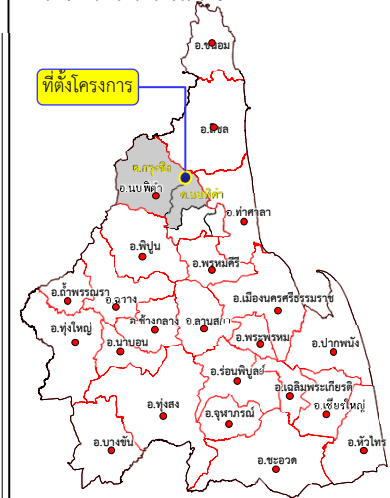 อ.ขนอม
ที่ตั้งโครงการ
อ.สิชล
ต.กรุงชิง
อ.นบพิตำ
ต.นบพิตำ
อ.ท่าศาลา
อ.พิปูน
อ.พรหมคีรี
อ.ถ้ำพรรณรา
อ.ฉวาง
อ.เมืองนครศรีธรรมราช
อ.ช้างกลาง
อ.ลานสกา
อ.ทุ่งใหญ่
อ.นาบอน
อ.พระพรหม
อ.ปากพนัง
อ.ร่อนพิบูลย์
อ.เฉลิมพระเกียรติ
อ.ทุ่งสง
อ.จุฬาภรณ์
อ.เชียรใหญ่
อ.บางขัน
อ.ชะอวด
อ.หัวไทร